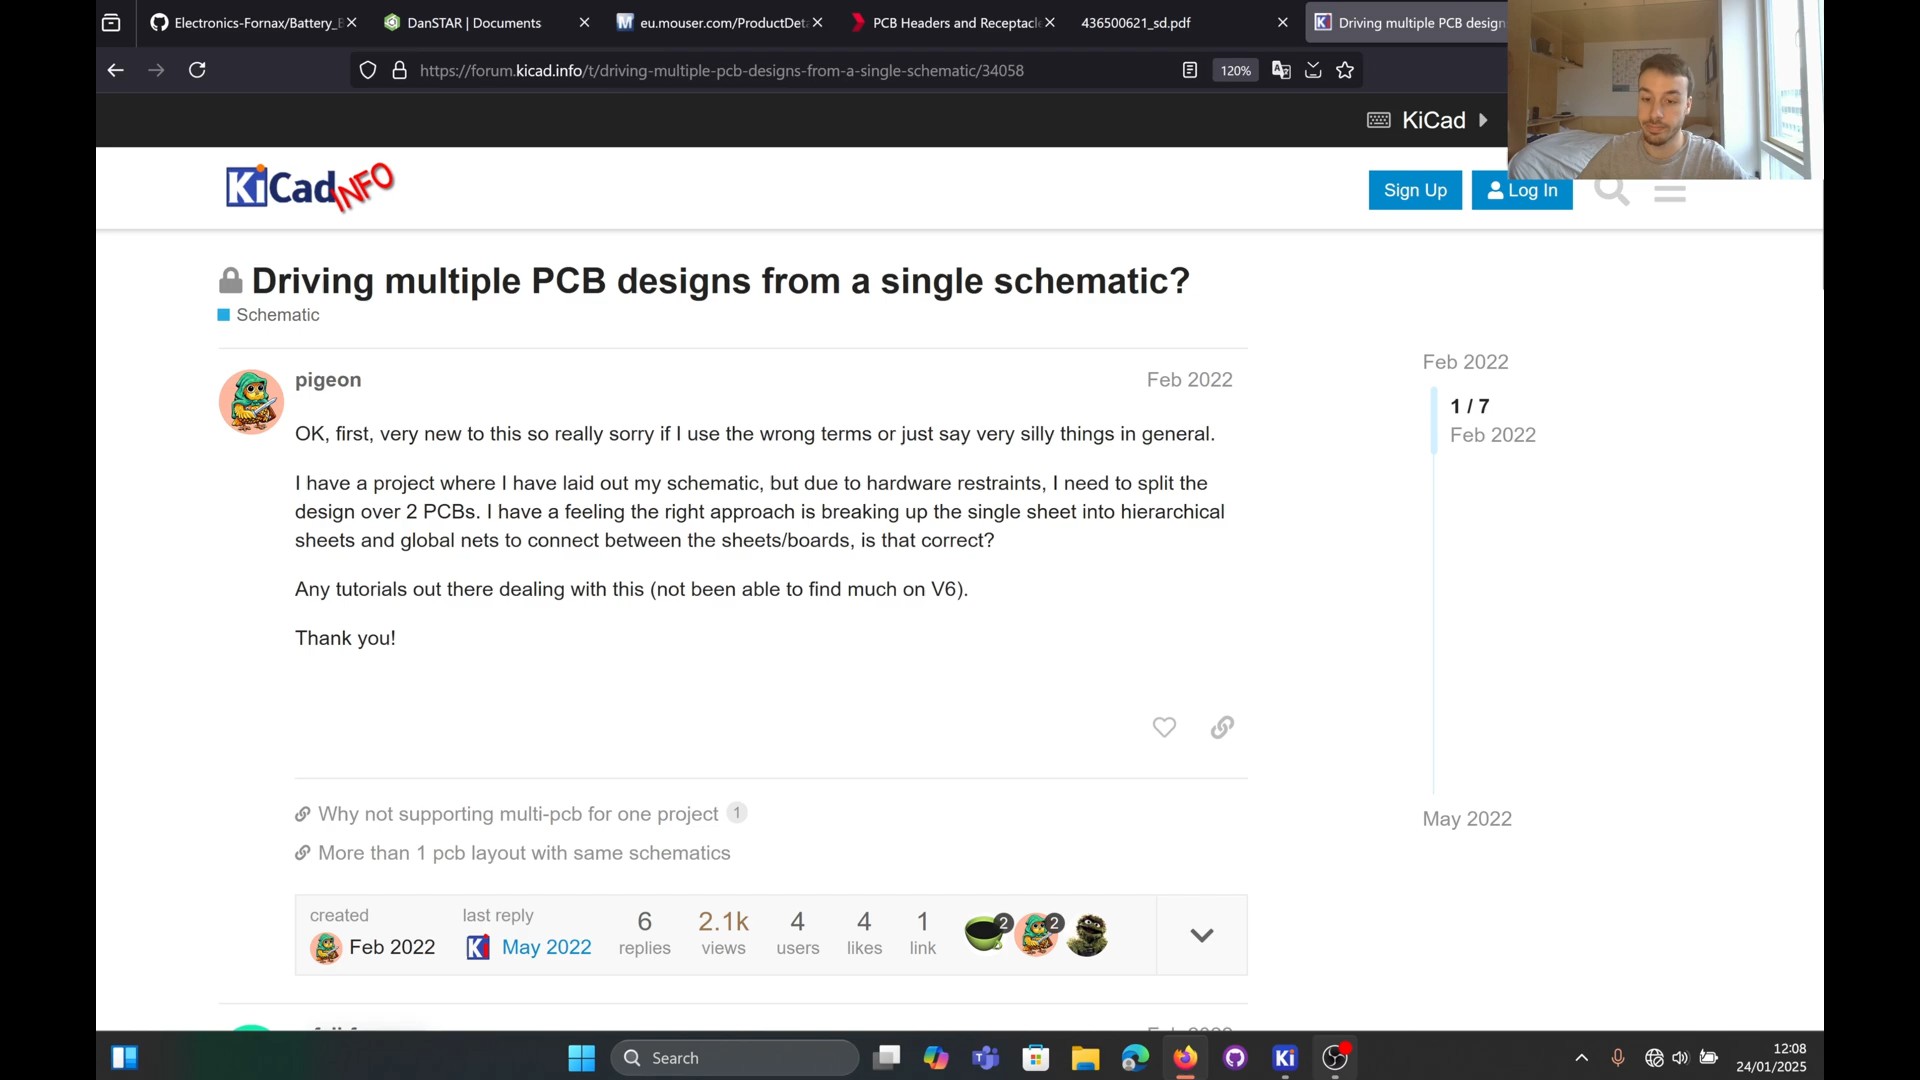 Electronics-Fornax/Battery_B
DanSTAR | Documents
eu.mouser.com/ProductDeta
PCB Headers and Receptacle
436500621_sd.pdf
Driving multiple PCB design
https://forum.kicad.info/t/driving-multiple-pcb-designs-from-a-single-schematic/34058
120%
KiCad
KiCad INFO
Sign Up
Log In
Driving multiple PCB designs from a single schematic?
Schematic
pigeon
Feb 2022
OK, first, very new to this so really sorry if I use the wrong terms or just say very silly things in general.
I have a project where I have laid out my schematic, but due to hardware restraints, I need to split the
design over 2 PCBs. I have a feeling the right approach is breaking up the single sheet into hierarchical
sheets and global nets to connect between the sheets/boards, is that correct?
Any tutorials out there dealing with this (not been able to find much on V6).
Thank you!
Feb 2022
1 / 7
Feb 2022
May 2022
Why not supporting multi-pcb for one project 1
More than 1 pcb layout with same schematics
created
Feb 2022
last reply
May 2022
6
replies
2.1k
views
4
users
4
likes
1
link
2
2
Search
12:08
24/01/2025